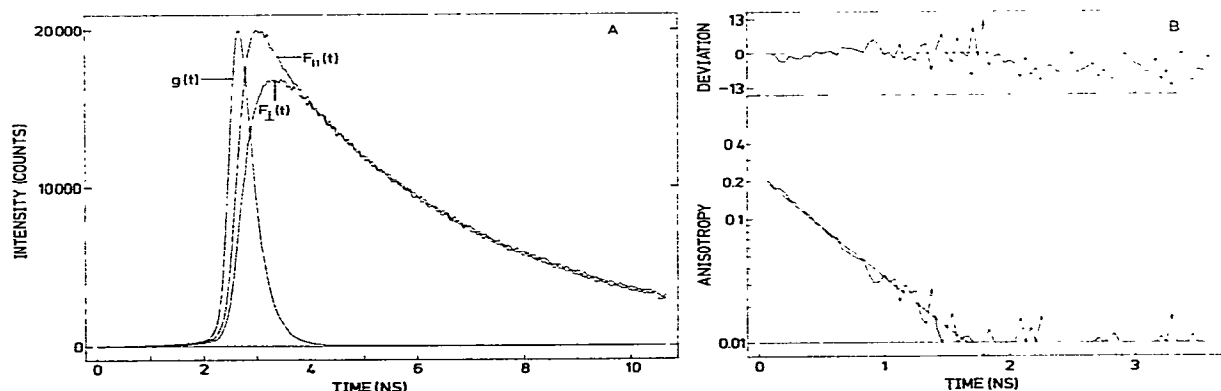 A
20000
g(t)
F||(t)
F⊥(t)
10000
0
INTENSITY (COUNTS)
0 2 4 6 8 10
TIME (NS)
B
13
0
-13
DEVIATION
0 4
0.2
0 1
0.01
ANISOTROPY
0 1 2 3
TIME (NS)